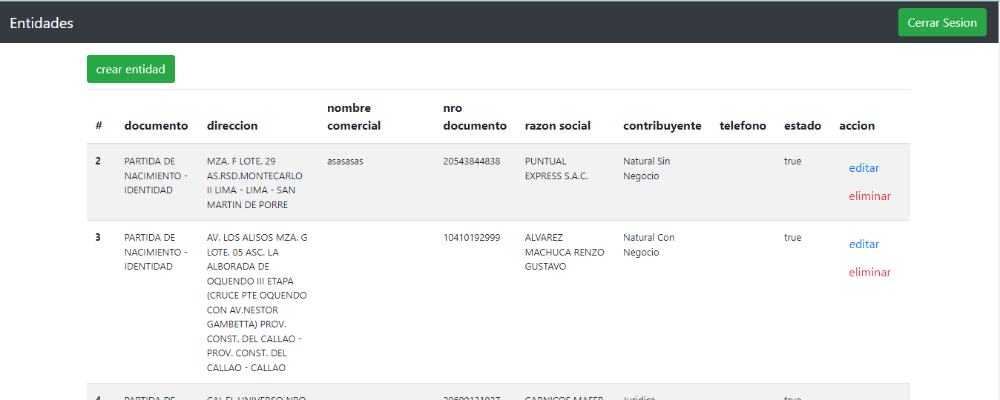 Entidades
Cerrar Sesion
crear entidad
# documento direccion nombre comercial nro documento razon social contribuyente telefono estado accion
2 PARTIDA DE NACIMIENTO - IDENTIDAD
MZA. F LOTE. 29
AS.RSD.MONTECARLO
II LIMA - LIMA - SAN
MARTIN DE PORRE
asasasas
20543844838
PUNTUAL
EXPRESS S.A.C.
Natural Sin
Negocio
true
editar
eliminar
3 PARTIDA DE NACIMIENTO - IDENTIDAD
AV. LOS ALISOS MZA. G
LOTE. 05 ASC. LA
ALBORADA DE
OQUENDO III ETAPA
(CRUCE PTE OQUENDO
CON AV.NESTOR
GAMBETTA) PROV.
CONST. DEL CALLAO -
PROV. CONST. DEL
CALLAO - CALLAO
10410192999
ALVAREZ
MACHUCA RENZO
GUSTAVO
Natural Con
Negocio
true
editar
eliminar
4 PARTIDA DE
CAL.EL UNIVERSO NRO
CARNICOS MAFER
Juridica
true